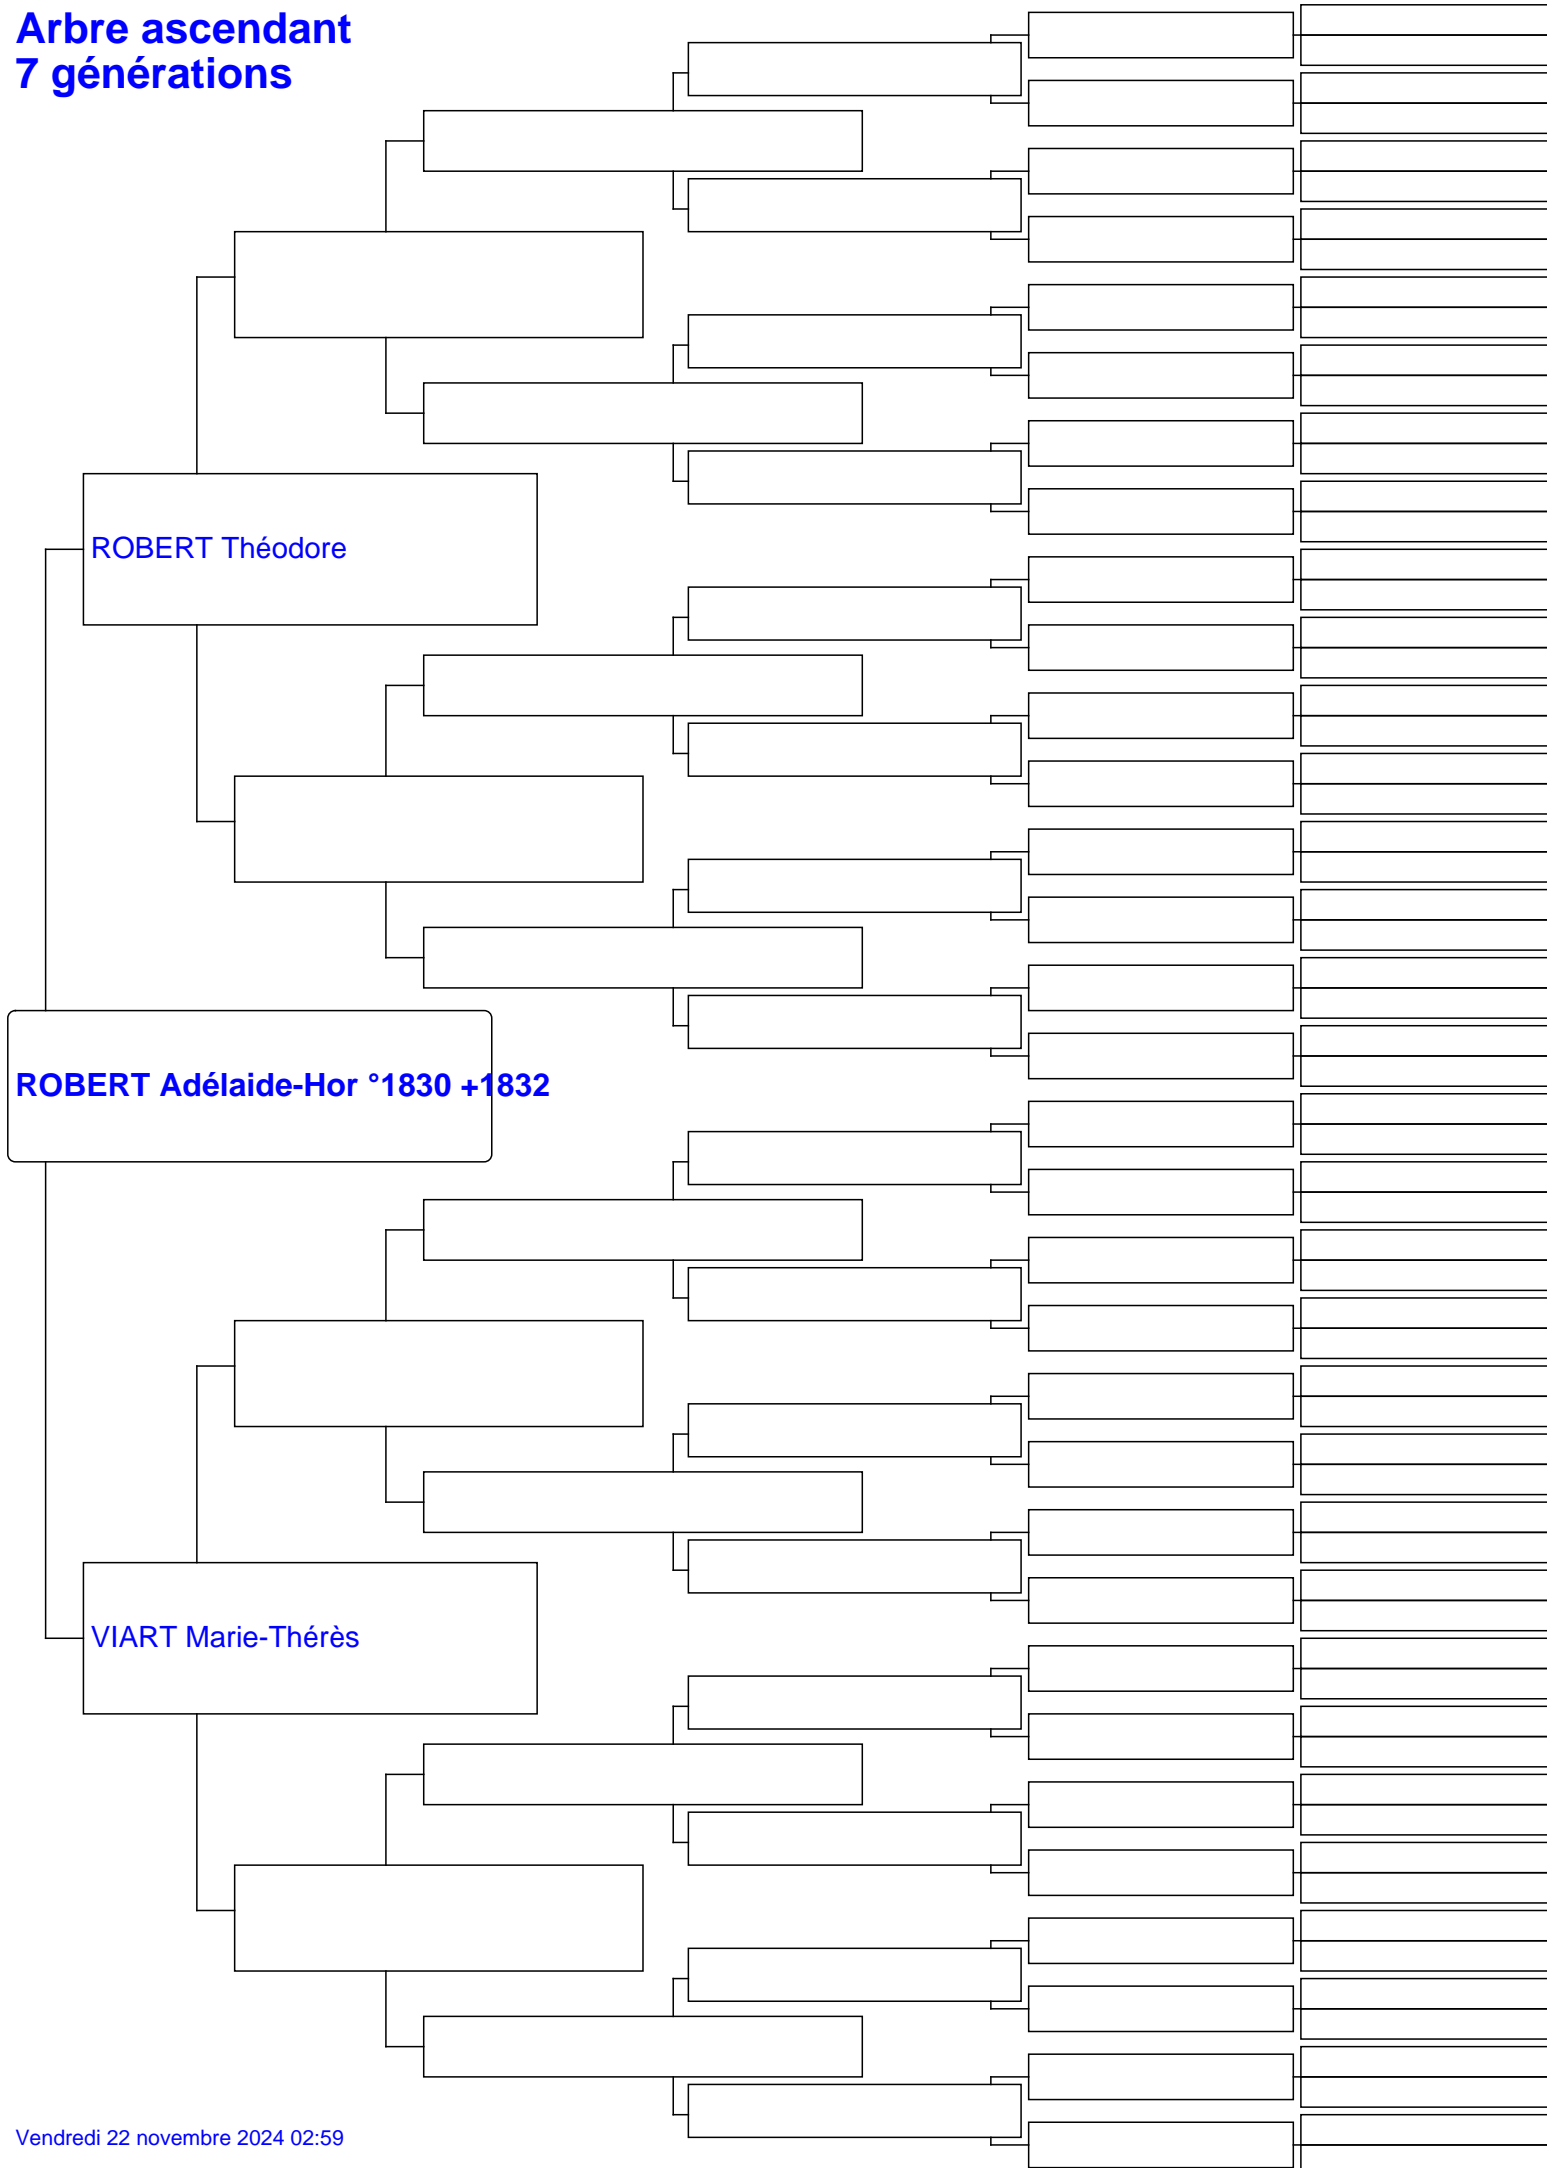 Arbre ascendant
7 générations
ROBERT Théodore
ROBERT Adélaide-Hor °1830 +1832
VIART Marie-Thérès
Vendredi 22 novembre 2024 02:59